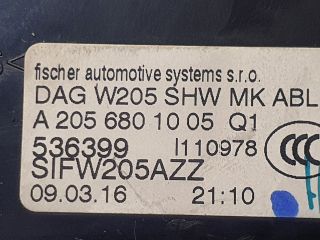 fischer automotive systems s.r.o.
DAG W205 SHW MK ABL
A 205 680 10 05 Q1
536399 I110978
SIFW205AZZ
09.03.16 21:10